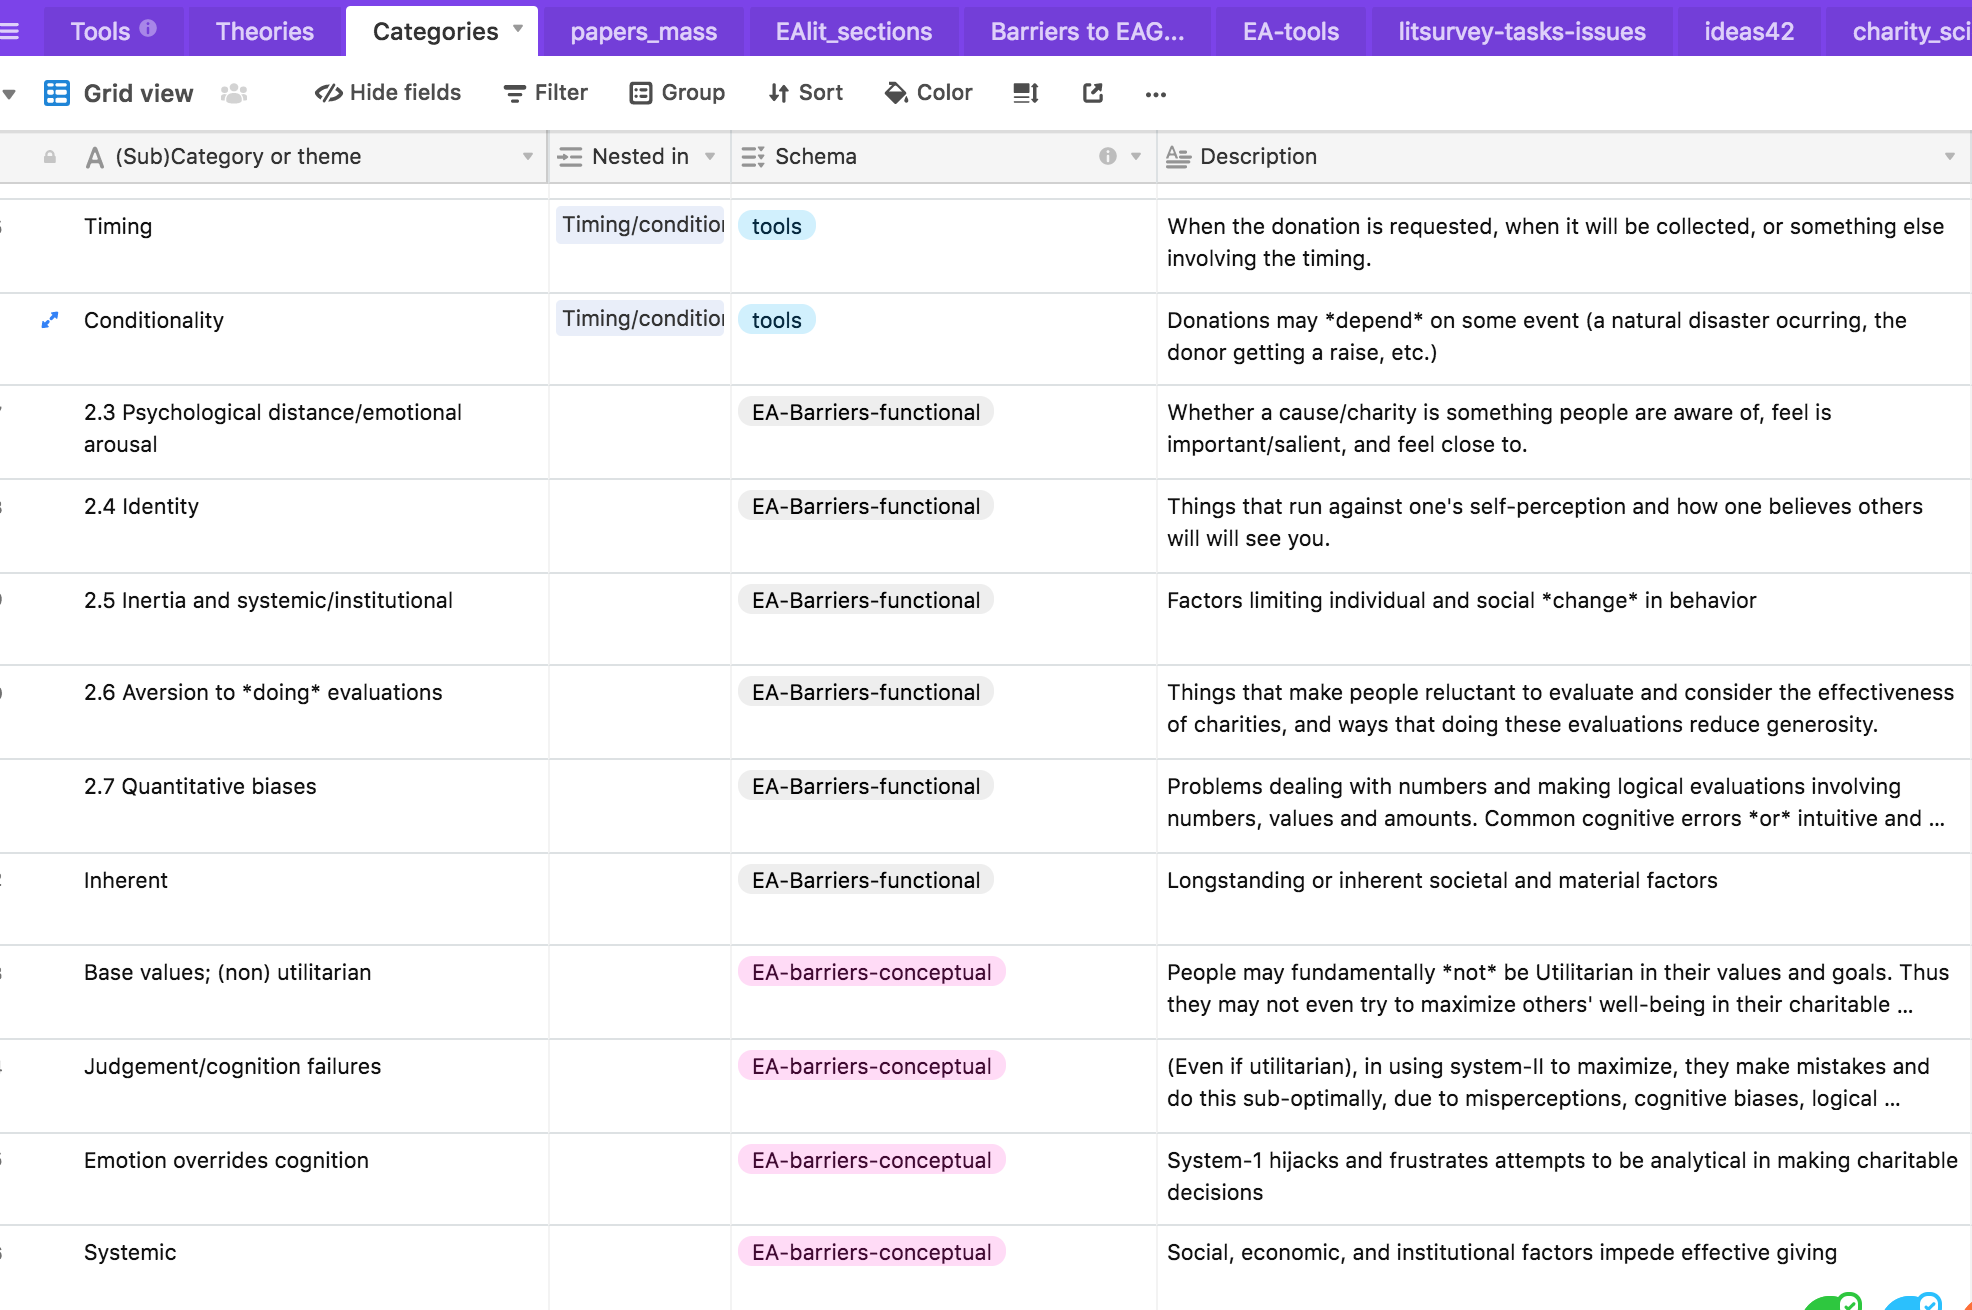 Tools Theories Categories papers_mass EAlit_sections Barriers to EAG... EA-tools litsurvey-tasks-issues ideas42 charity_sci
Grid view Hide fields Filter Group Sort Color
(Sub)Category or theme Nested in Schema Description
Timing Timing/condition tools When the donation is requested, when it will be collected, or something else
involving the timing.
Conditionality Timing/condition tools Donations may *depend* on some event (a natural disaster ocurring, the
donor getting a raise, etc.)
2.3 Psychological distance/emotional EA-Barriers-functional Whether a cause/charity is something people are aware of, feel is
arousal important/salient, and feel close to.
2.4 Identity EA-Barriers-functional Things that run against one's self-perception and how one believes others
will will see you.
2.5 Inertia and systemic/institutional EA-Barriers-functional Factors limiting individual and social *change* in behavior
2.6 Aversion to *doing* evaluations EA-Barriers-functional Things that make people reluctant to evaluate and consider the effectiveness
of charities, and ways that doing these evaluations reduce generosity.
2.7 Quantitative biases EA-Barriers-functional Problems dealing with numbers and making logical evaluations involving
numbers, values and amounts. Common cognitive errors *or* intuitive and ...
Inherent EA-Barriers-functional Longstanding or inherent societal and material factors
Base values; (non) utilitarian EA-barriers-conceptual People may fundamentally *not* be Utilitarian in their values and goals. Thus
they may not even try to maximize others' well-being in their charitable ...
Judgement/cognition failures EA-barriers-conceptual (Even if utilitarian), in using system-II to maximize, they make mistakes and
do this sub-optimally, due to misperceptions, cognitive biases, logical ...
Emotion overrides cognition EA-barriers-conceptual System-1 hijacks and frustrates attempts to be analytical in making charitable
decisions
Systemic EA-barriers-conceptual Social, economic, and institutional factors impede effective giving